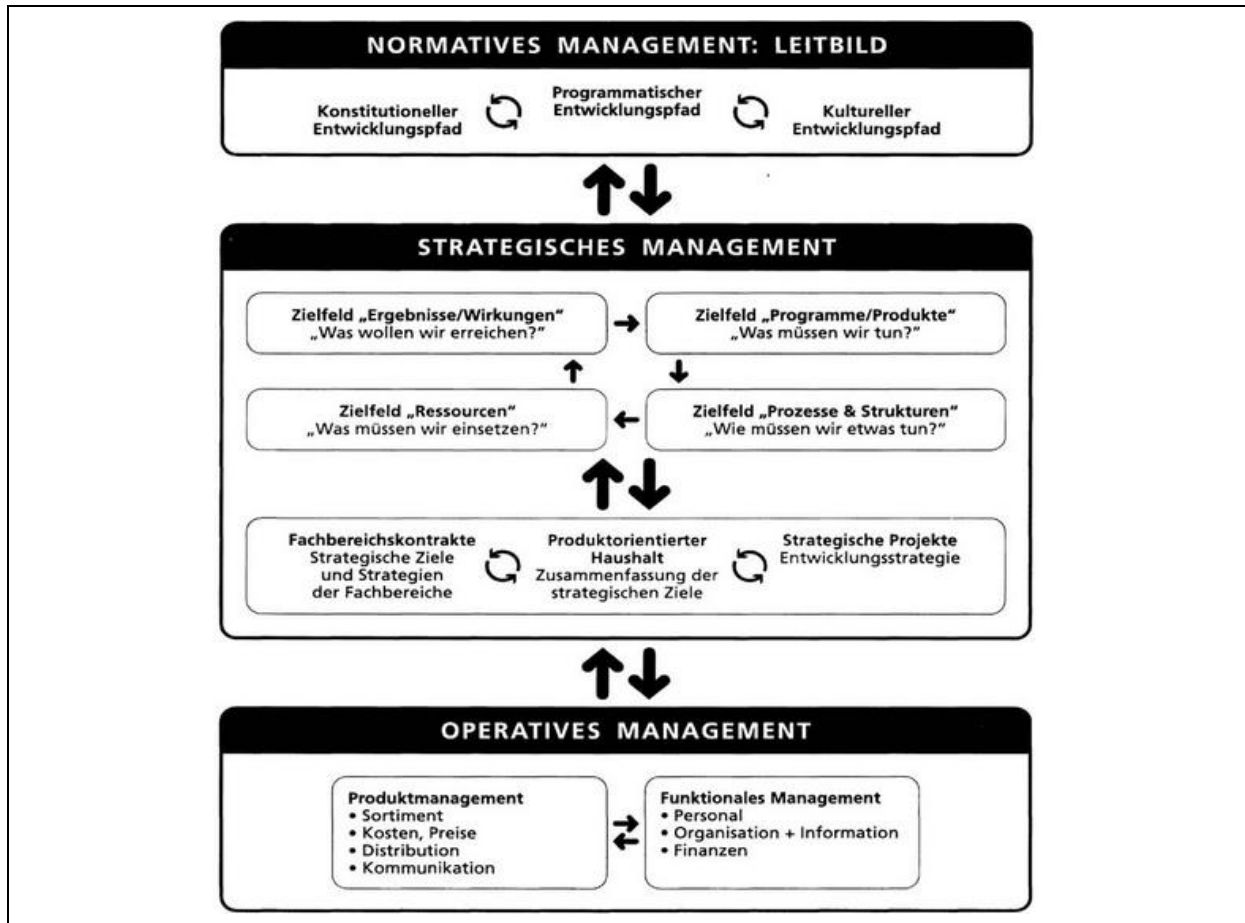 NORMATIVES MANAGEMENT: LEITBILD
Konstitutioneller
Entwicklungspfad
Programmatischer
Entwicklungspfad
Kultureller
Entwicklungspfad
STRATEGISCHES MANAGEMENT
Zielfeld „Ergebnisse/Wirkungen“
„Was wollen wir erreichen?“
Zielfeld „Programme/Produkte“
„Was müssen wir tun?“
Zielfeld „Ressourcen“
„Was müssen wir einsetzen?“
Zielfeld „Prozesse & Strukturen“
„Wie müssen wir etwas tun?“
Fachbereichskontrakte
Strategische Ziele
und Strategien
der Fachbereiche
Produktorientierter
Haushalt
Zusammenfassung der
strategischen Ziele
Strategische Projekte
Entwicklungsstrategie
OPERATIVES MANAGEMENT
Produktmanagement
• Sortiment
• Kosten, Preise
• Distribution
• Kommunikation
Funktionales Management
• Personal
• Organisation + Information
• Finanzen